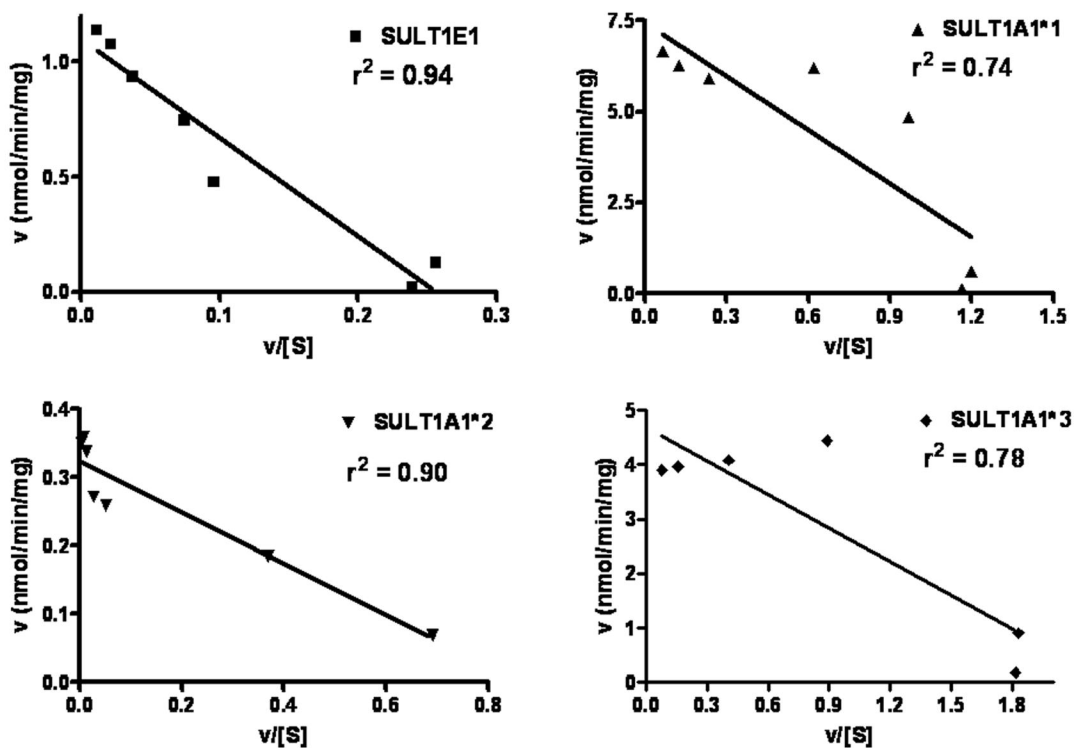 SULT1E1
r2 = 0.94
v (nmol/min/mg)
1.0
0.5
0.0
0.0 0.1 0.2 0.3
v/[S]
SULT1A1*1
r2 = 0.74
v (nmol/min/mg)
7.5
5.0
2.5
0.0
0.0 0.3 0.6 0.9 1.2 1.5
v/[S]
SULT1A1*2
r2 = 0.90
v (nmol/min/mg)
0.4
0.3
0.2
0.1
0.0
0.0 0.2 0.4 0.6 0.8
v/[S]
SULT1A1*3
r2 = 0.78
v (nmol/min/mg)
5
4
3
2
1
0
0.0 0.3 0.6 0.9 1.2 1.5 1.8
v/[S]